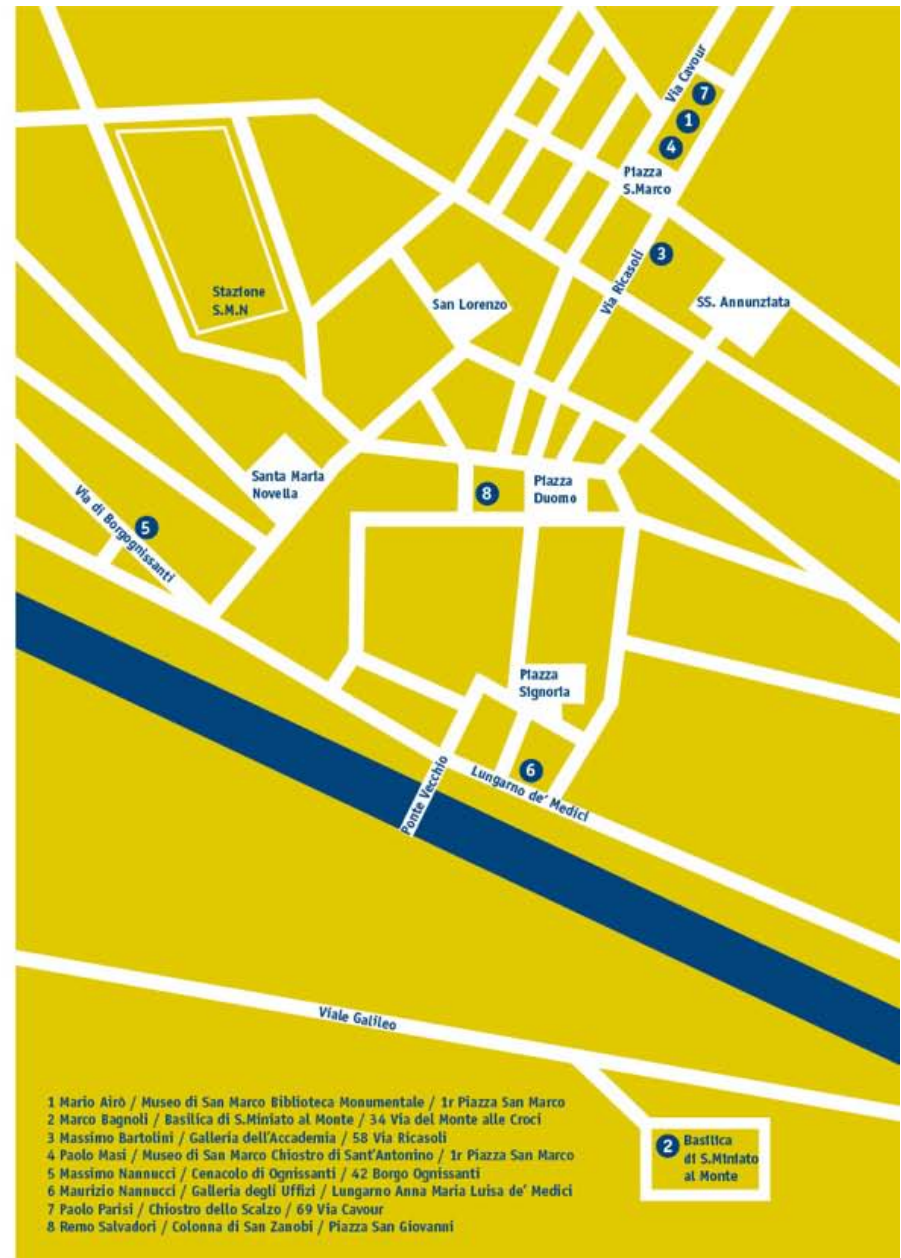 Via Cavour
7
1
4
Piazza
S.Marco
3
Via Ricasoli
SS. Annunziata
Stazione
S.M.N
San Lorenzo
Santa Maria
Novella
8
Piazza
Duomo
5
Via di Borgognissanti
Piazza
Signoria
6
Lungarno de' Medici
Ponte Vecchio
Viale Galileo
2
Basilica
di S.Miniato
al Monte
1 Mario Airò / Museo di San Marco Biblioteca Monumentale / 1r Piazza San Marco
2 Marco Bagnoli / Basilica di S.Miniato al Monte / 34 Via del Monte alle Croci
3 Massimo Bartolini / Galleria dell'Accademia / 58 Via Ricasoli
4 Paolo Masi / Museo di San Marco Chiostro di Sant'Antonino / 1r Piazza San Marco
5 Massimo Nannucci / Cenacolo di Ognissanti / 42 Borgo Ognissanti
6 Maurizio Nannucci / Galleria degli Uffizi / Lungarno Anna Maria Luisa de' Medici
7 Paolo Parisi / Chiostro dello Scalzo / 69 Via Cavour
8 Remo Salvadori / Colonna di San Zanobi / Piazza San Giovanni